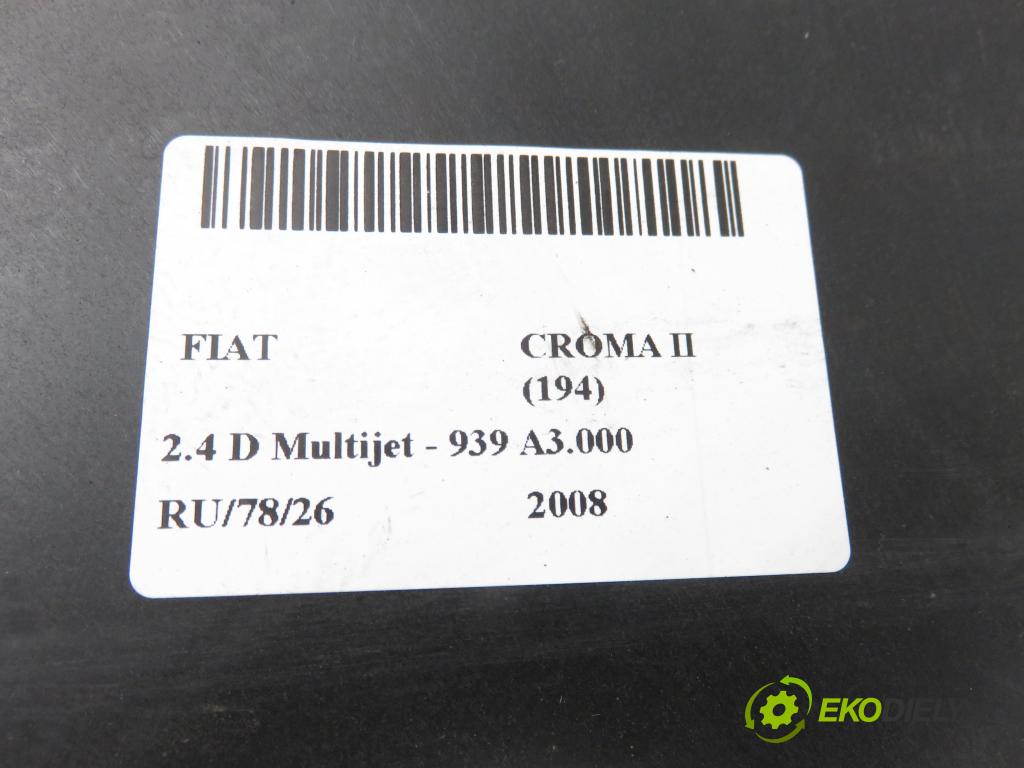 FIAT CROMA II
(194)
2.4 D Multijet - 939 A3.000
RU/78/26 2008
EKODIELY